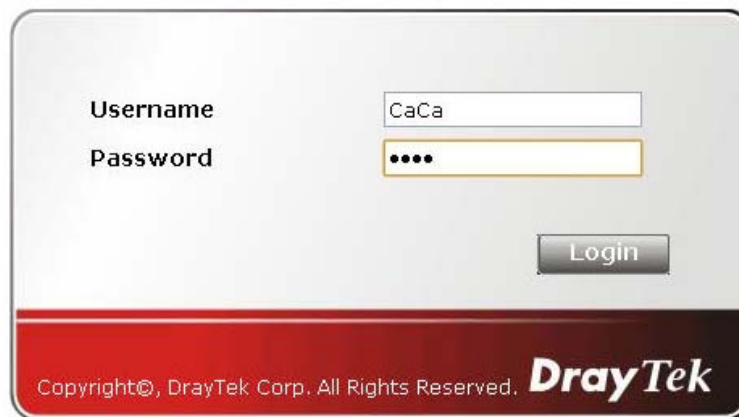 Username CaCa
Password ••••
Login
Copyright©, DrayTek Corp. All Rights Reserved. DrayTek